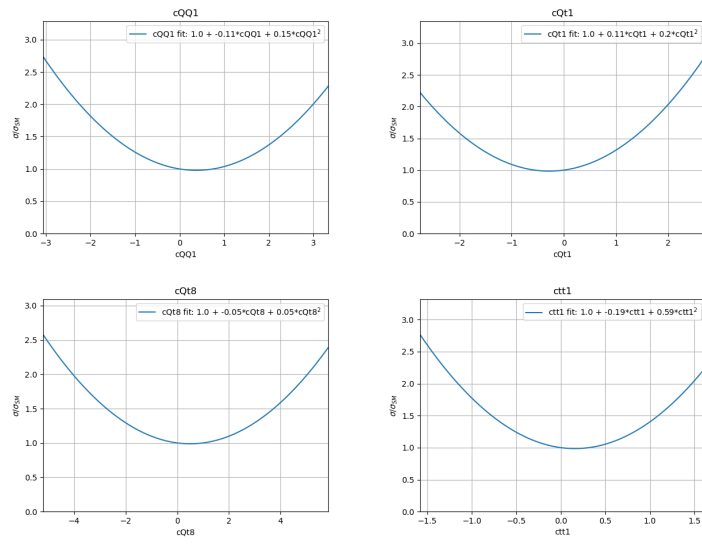 cQQ1
cQQ1 fit: 1.0 + -0.11*cQQ1 + 0.15*cQQ1²
3.0
2.5
2.0
1.5
1.0
0.5
0.0
σ/σSM
−3 −2 −1 0 1 2 3
cQQ1
cQt1
cQt1 fit: 1.0 + 0.11*cQt1 + 0.2*cQt1²
3.0
2.5
2.0
1.5
1.0
0.5
0.0
σ/σSM
−2 −1 0 1 2
cQt1
cQt8
cQt8 fit: 1.0 + -0.05*cQt8 + 0.05*cQt8²
3.0
2.5
2.0
1.5
1.0
0.5
0.0
σ/σSM
−4 −2 0 2 4
cQt8
ctt1
ctt1 fit: 1.0 + -0.19*ctt1 + 0.59*ctt1²
3.0
2.5
2.0
1.5
1.0
0.5
0.0
σ/σSM
−1.5 −1.0 −0.5 0.0 0.5 1.0 1.5
ctt1